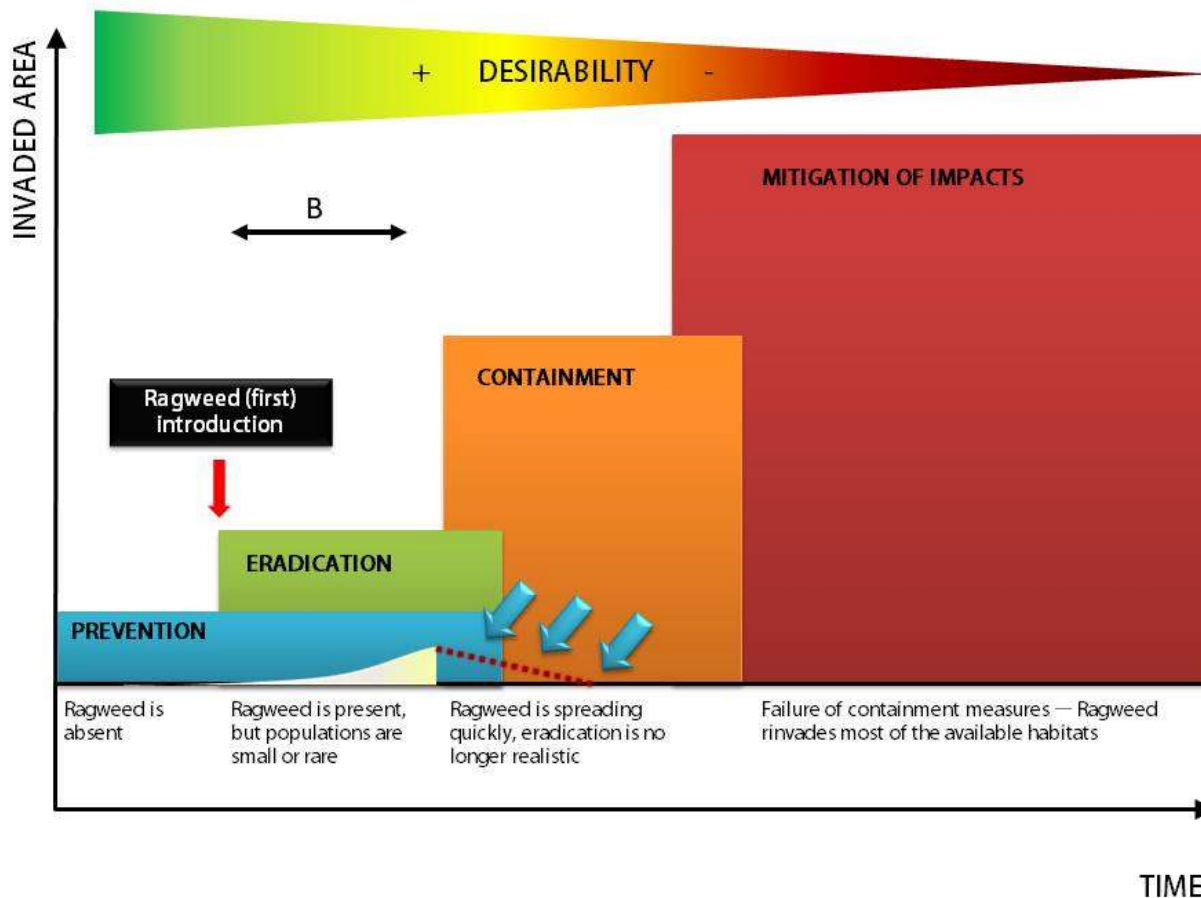 + DESIRABILITY -
INVADED AREA
MITIGATION OF IMPACTS
B
CONTAINMENT
Ragweed (first)
introduction
ERADICATION
PREVENTION
Ragweed is
absent
Ragweed is present,
but populations are
small or rare
Ragweed is spreading
quickly, eradication is no
longer realistic
Failure of containment measures — Ragweed
rinvades most of the available habitats
TIME